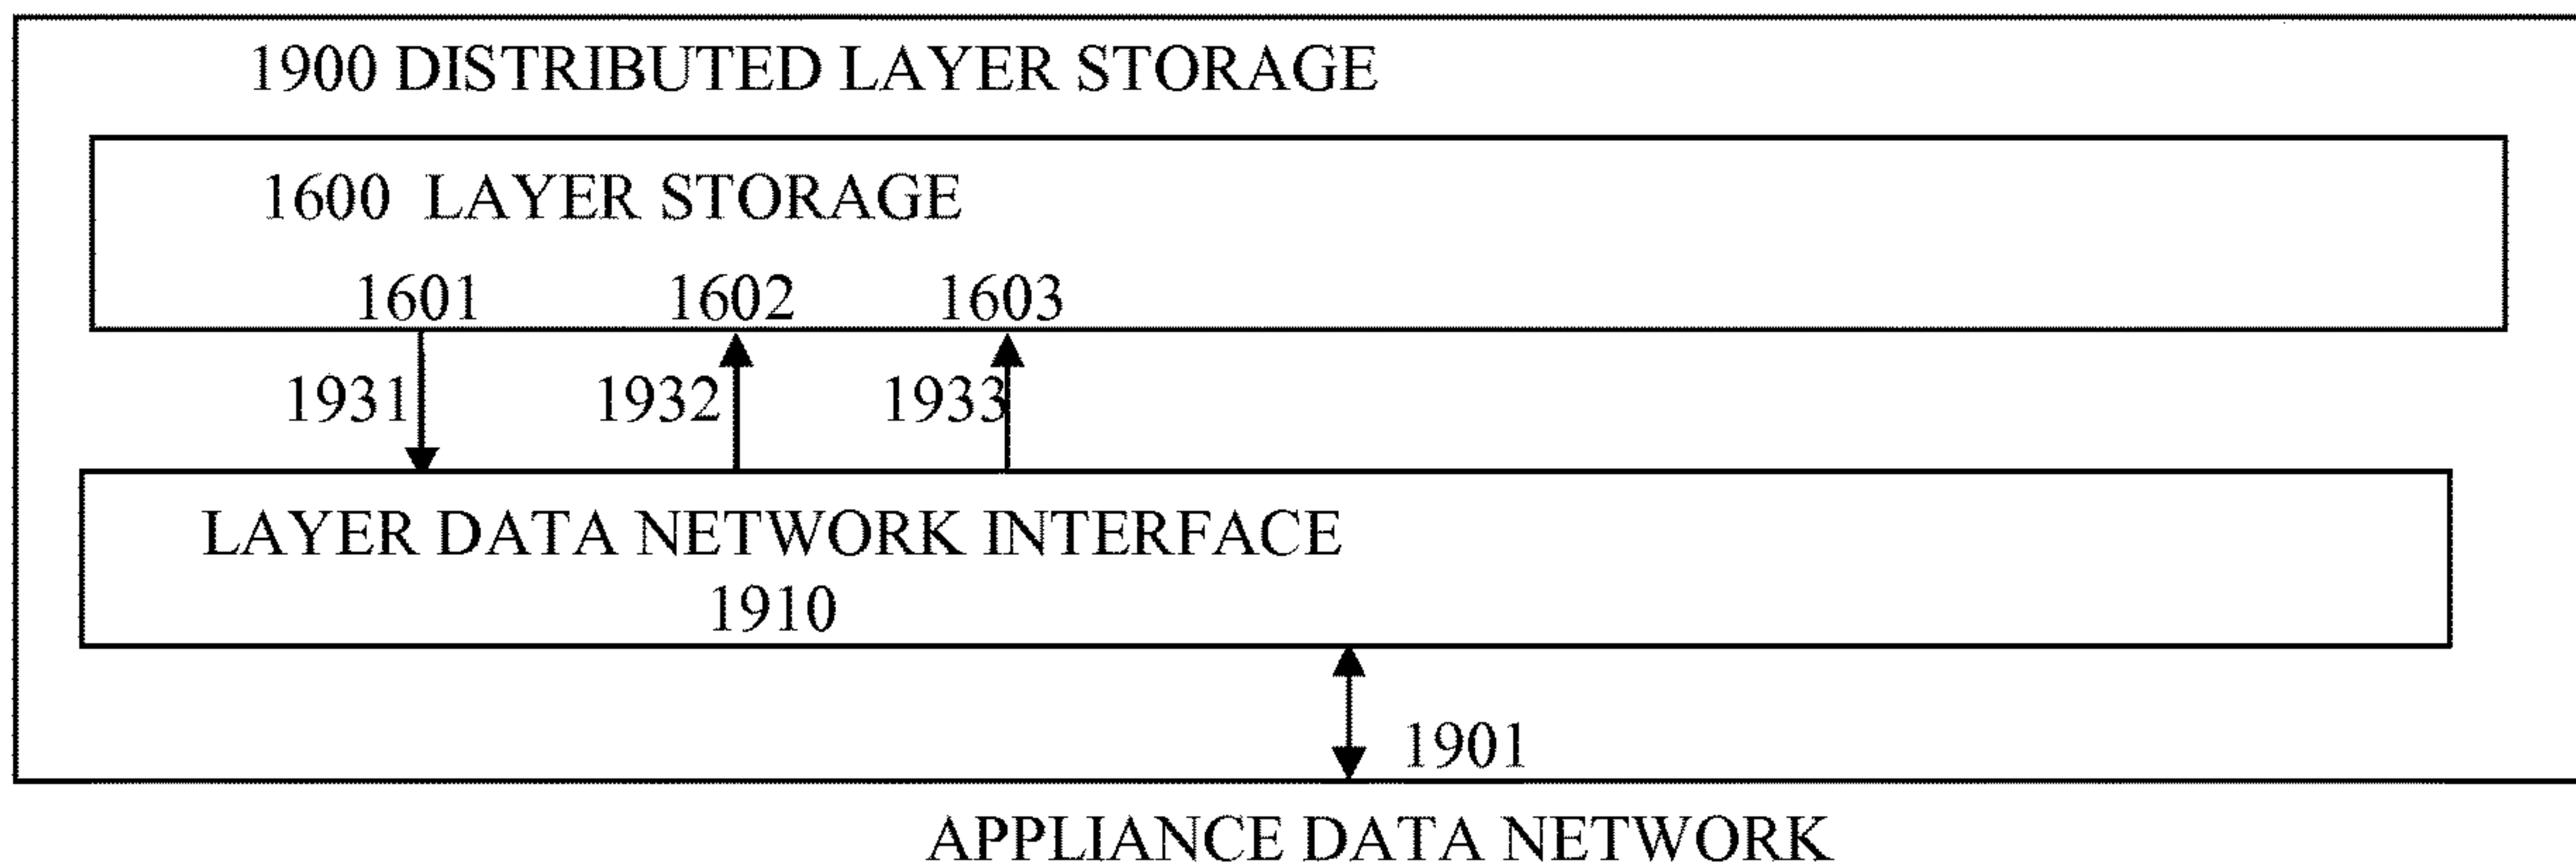 1900 DISTRIBUTED LAYER STORAGE
1600 LAYER STORAGE
1601 1602 1603
1931 1932 1933
LAYER DATA NETWORK INTERFACE
1910
1901
APPLIANCE DATA NETWORK